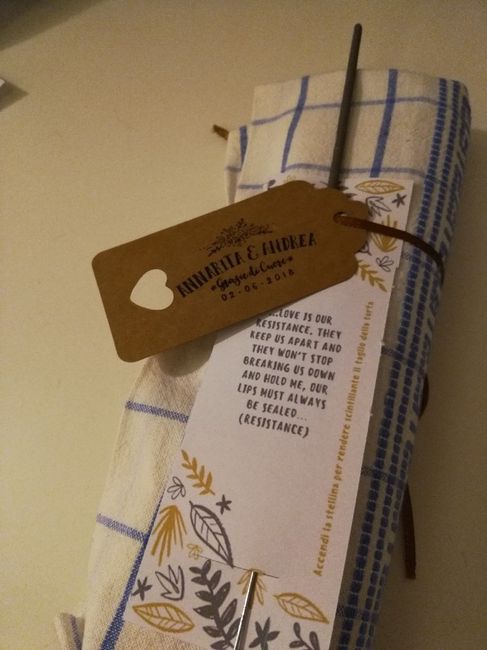 ANNARITA & ANDREA
*Grazie di Cuore*
02-06-2018
...LOVE IS OUR
RESISTANCE. THEY
KEEP US APART AND
THEY WON'T STOP
BREAKING US DOWN
AND HOLD ME, OUR
LIPS MUST ALWAYS
BE SEALED...
(RESISTANCE)
Accendi la stellina per rendere scintillante il taglio della torta